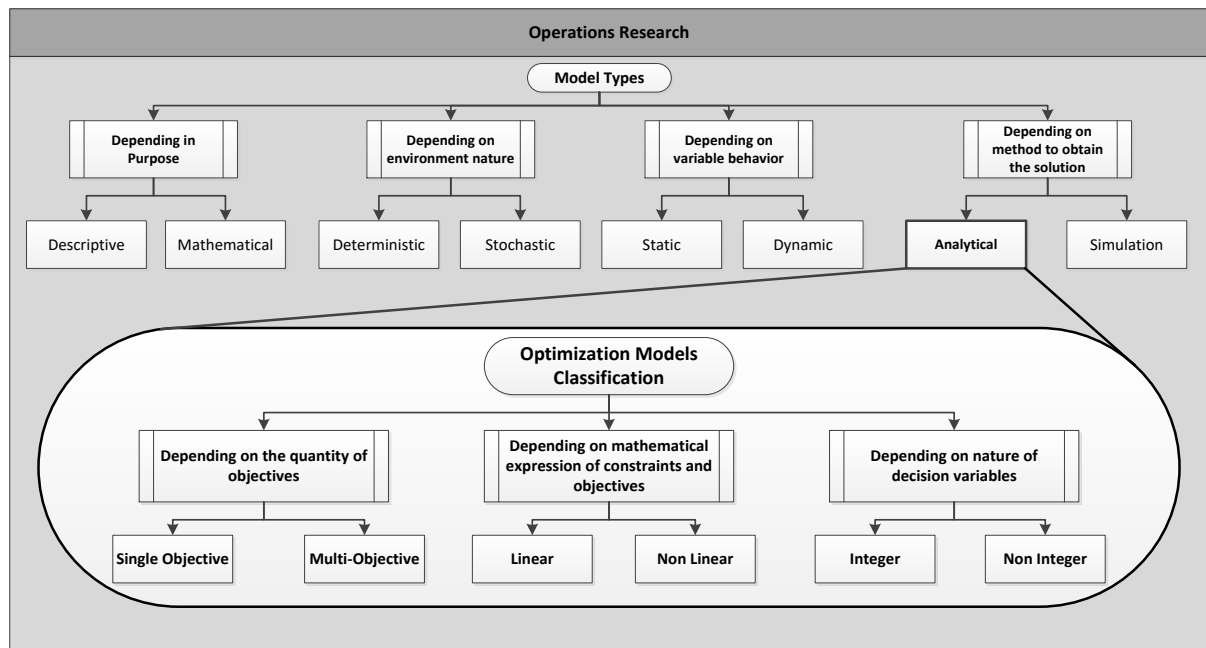 Operations Research
Model Types
Depending in
Purpose
Depending on
environment nature
Depending on
variable behavior
Depending on
method to obtain
the solution
Descriptive
Mathematical
Deterministic
Stochastic
Static
Dynamic
Analytical
Simulation
Optimization Models
Classification
Depending on the quantity of
objectives
Depending on mathematical
expression of constraints and
objectives
Depending on nature of
decision variables
Single Objective
Multi-Objective
Linear
Non Linear
Integer
Non Integer